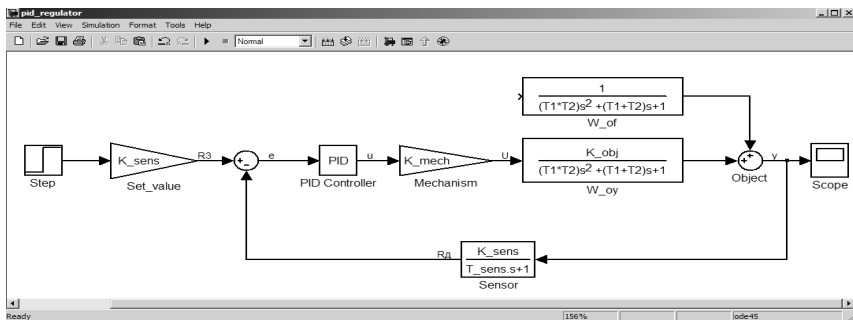 pid_regulator
File Edit View Simulation Format Tools Help
Normal
1
(T1*T2)s2 +(T1+T2)s+1
W_of
Step
K_sens
Set_value
R3
+-
e
PID
PID Controller
u
K_mech
Mechanism
U
K_obj
(T1*T2)s2 +(T1+T2)s+1
W_oy
++
Object
y
Scope
Rд
K_sens
T_sens.s+1
Sensor
Ready 156% ode45